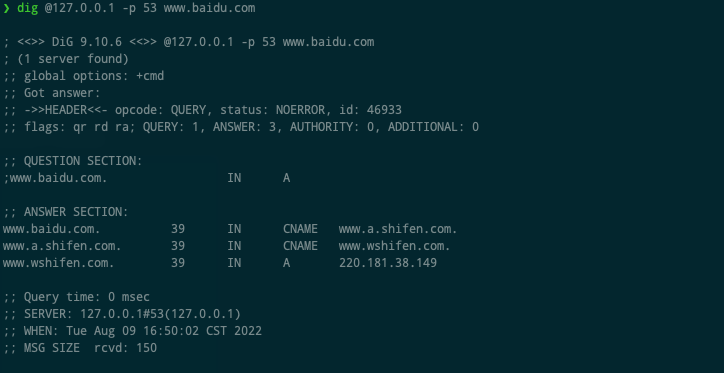 ❯ dig @127.0.0.1 -p 53 www.baidu.com
; <<>> DiG 9.10.6 <<>> @127.0.0.1 -p 53 www.baidu.com
; (1 server found)
;; global options: +cmd
;; Got answer:
;; ->>HEADER<<- opcode: QUERY, status: NOERROR, id: 46933
;; flags: qr rd ra; QUERY: 1, ANSWER: 3, AUTHORITY: 0, ADDITIONAL: 0
;; QUESTION SECTION:
;www.baidu.com. IN A
;; ANSWER SECTION:
www.baidu.com. 39 IN CNAME www.a.shifen.com.
www.a.shifen.com. 39 IN CNAME www.wshifen.com.
www.wshifen.com. 39 IN A 220.181.38.149
;; Query time: 0 msec
;; SERVER: 127.0.0.1#53(127.0.0.1)
;; WHEN: Tue Aug 09 16:50:02 CST 2022
;; MSG SIZE rcvd: 150